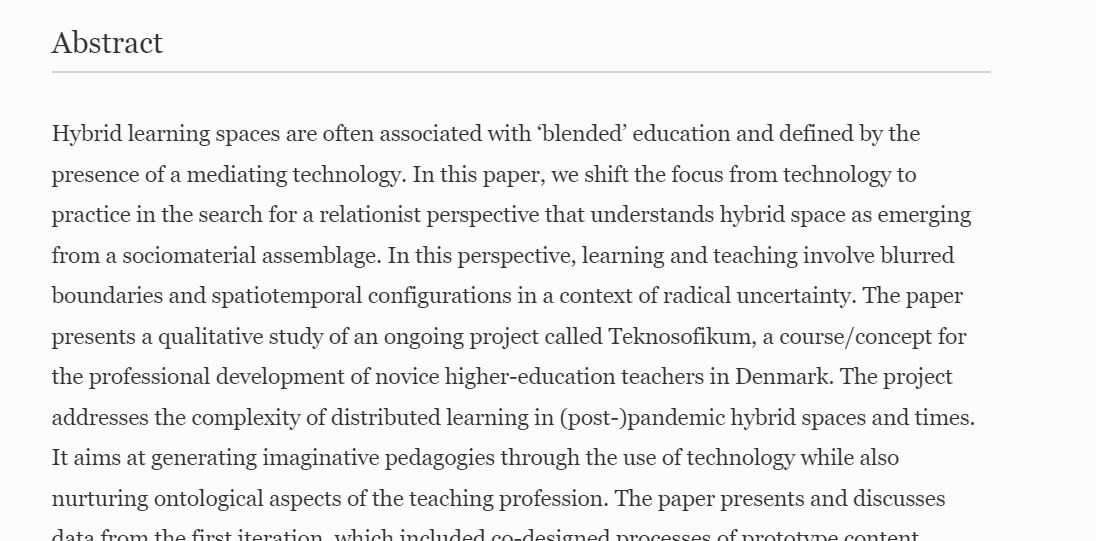 Abstract
Hybrid learning spaces are often associated with ‘blended’ education and defined by the
presence of a mediating technology. In this paper, we shift the focus from technology to
practice in the search for a relationist perspective that understands hybrid space as emerging
from a sociomaterial assemblage. In this perspective, learning and teaching involve blurred
boundaries and spatiotemporal configurations in a context of radical uncertainty. The paper
presents a qualitative study of an ongoing project called Teknosofikum, a course/concept for
the professional development of novice higher-education teachers in Denmark. The project
addresses the complexity of distributed learning in (post-)pandemic hybrid spaces and times.
It aims at generating imaginative pedagogies through the use of technology while also
nurturing ontological aspects of the teaching profession. The paper presents and discusses
data from the first iteration, which included co-designed processes of prototype content